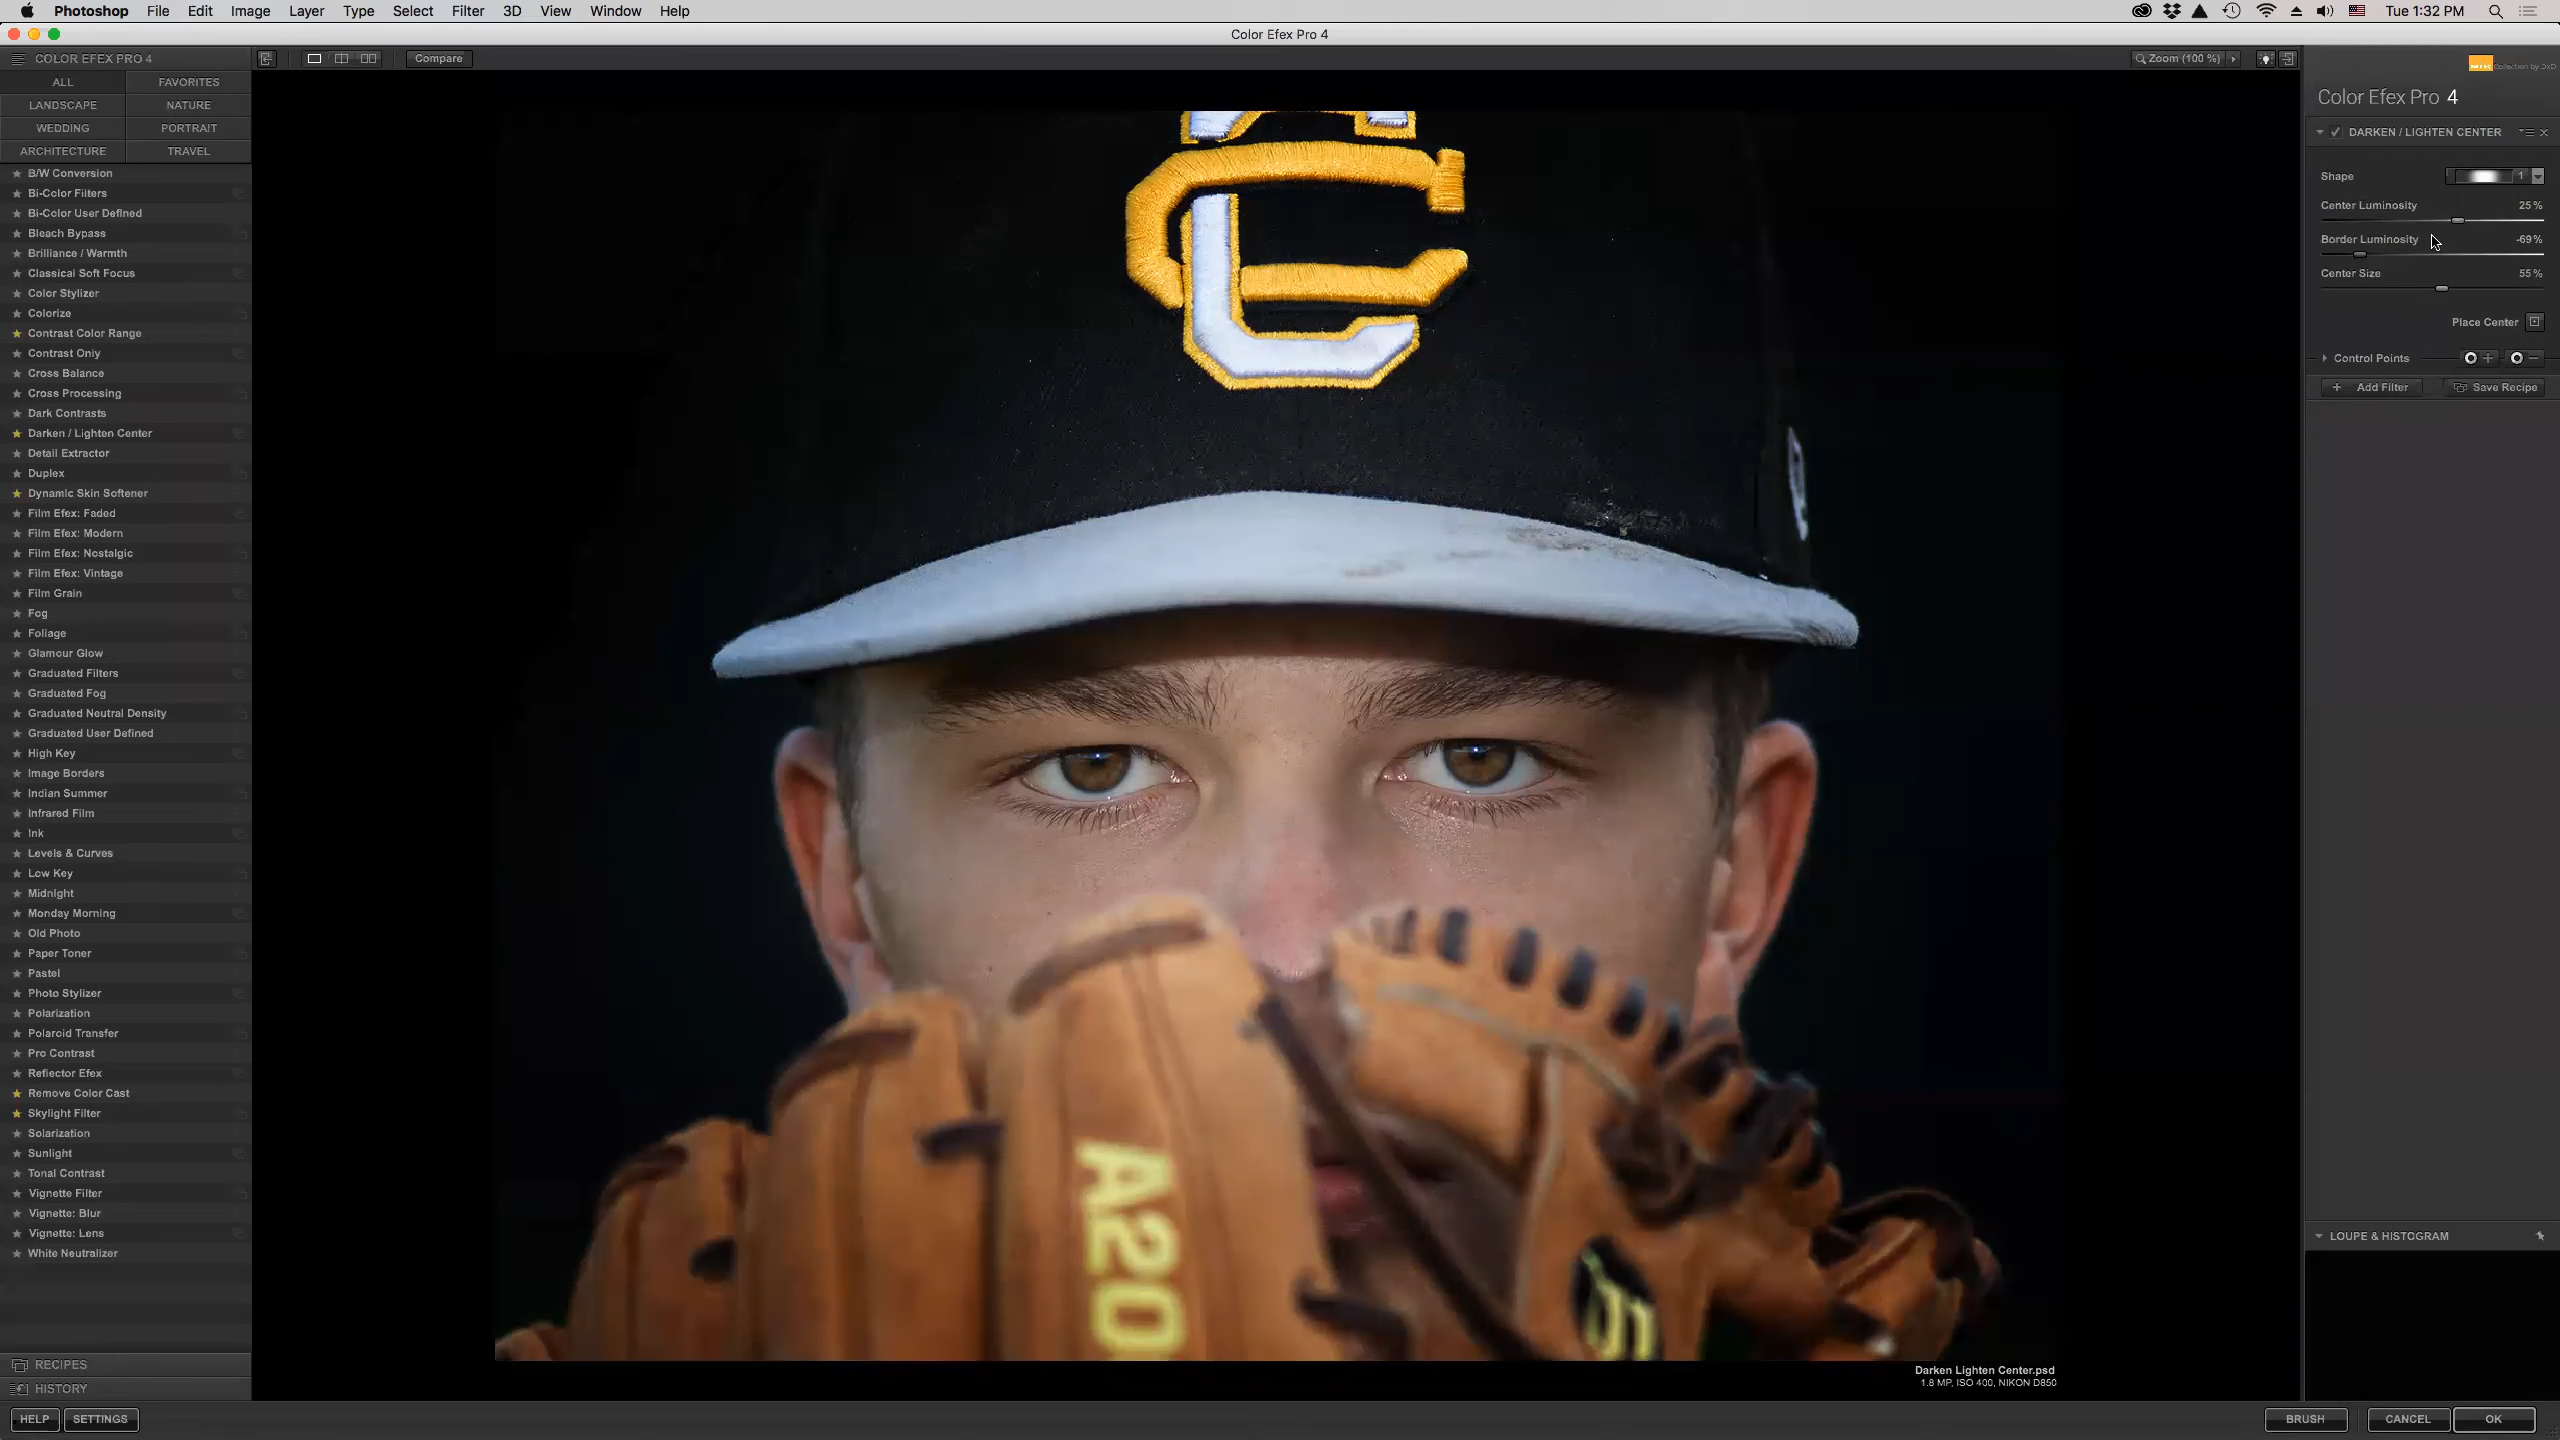 Photoshop File Edit Image Layer Type Select Filter 3D View Window Help Tue 1:32 PM
Color Efex Pro 4
COLOR EFEX PRO 4 Compare Zoom (100 %)
ALL FAVORITES
LANDSCAPE NATURE
WEDDING PORTRAIT
ARCHITECTURE TRAVEL
B/W Conversion
Bi-Color Filters
Bi-Color User Defined
Bleach Bypass
Brilliance / Warmth
Classical Soft Focus
Color Stylizer
Colorize
Contrast Color Range
Contrast Only
Cross Balance
Cross Processing
Dark Contrasts
Darken / Lighten Center
Detail Extractor
Duplex
Dynamic Skin Softener
Film Efex: Faded
Film Efex: Modern
Film Efex: Nostalgic
Film Efex: Vintage
Film Grain
Fog
Foliage
Glamour Glow
Graduated Filters
Graduated Fog
Graduated Neutral Density
Graduated User Defined
High Key
Image Borders
Indian Summer
Infrared Film
Ink
Levels & Curves
Low Key
Midnight
Monday Morning
Old Photo
Paper Toner
Pastel
Photo Stylizer
Polarization
Polaroid Transfer
Pro Contrast
Reflector Efex
Remove Color Cast
Skylight Filter
Solarization
Sunlight
Tonal Contrast
Vignette Filter
Vignette: Blur
Vignette: Lens
White Neutralizer
RECIPES
HISTORY
HELP SETTINGS
A20
Darken Lighten Center.psd
1.8 MP, ISO 400, NIKON D850
NIK Collection by DxO
Color Efex Pro 4
DARKEN / LIGHTEN CENTER
Shape 1
Center Luminosity 25%
Border Luminosity -69%
Center Size 55%
Place Center
Control Points
Add Filter Save Recipe
LOUPE & HISTOGRAM
BRUSH CANCEL OK